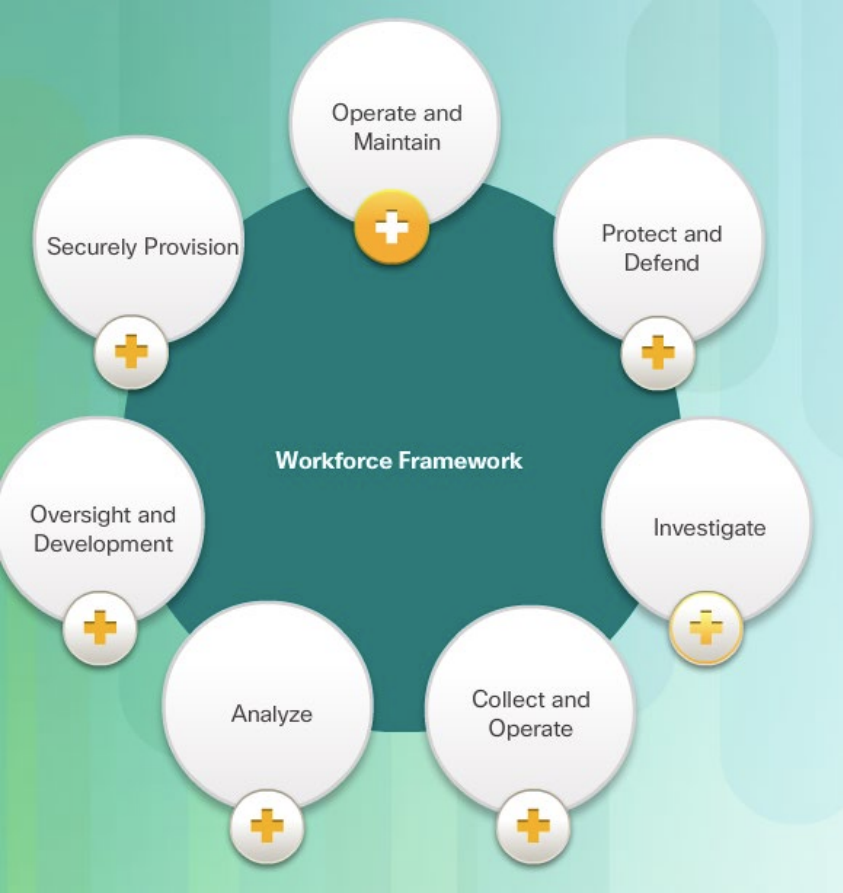 Operate and
Maintain
Securely Provision
Protect and
Defend
Workforce Framework
Oversight and
Development
Investigate
Analyze
Collect and
Operate